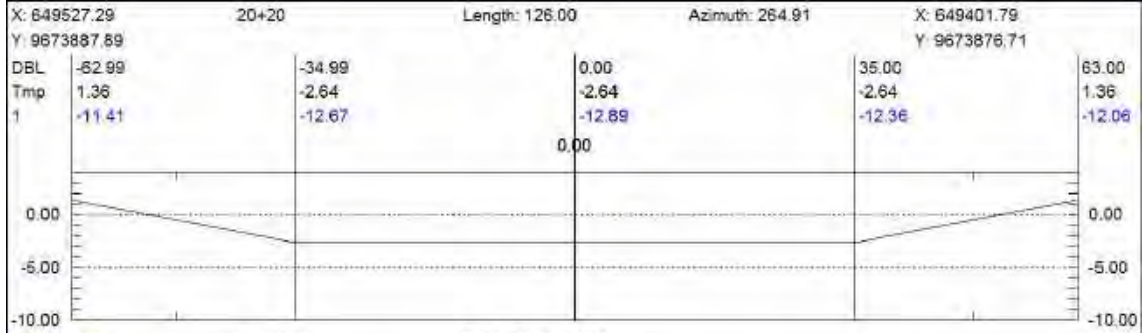 X: 649527.29 20+20 Length: 126.00 Azimuth: 264.91 X: 649401.79
Y: 9673887.89 Y: 9673876.71
DBL -62.99 -34.99 0.00 35.00 63.00
Tmp 1.36 -2.64 -2.64 -2.64 1.36
1 -11.41 -12.67 -12.89 -12.36 -12.06
0.00
0.00 0.00
-5.00 -5.00
-10.00 -10.00